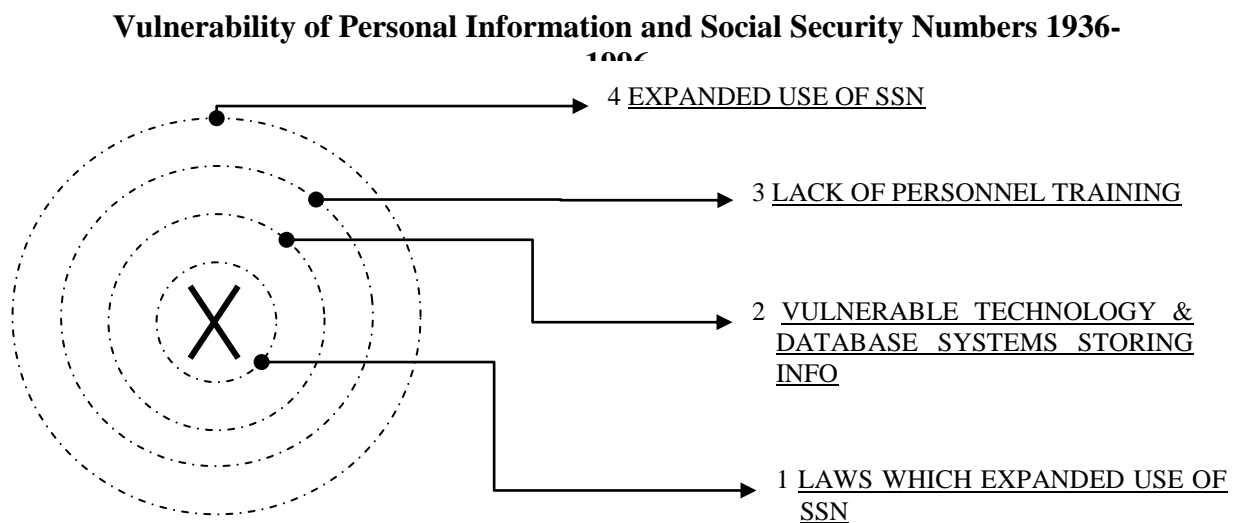 Vulnerability of Personal Information and Social Security Numbers 1936-
1996
4 EXPANDED USE OF SSN
3 LACK OF PERSONNEL TRAINING
2 VULNERABLE TECHNOLOGY &
DATABASE SYSTEMS STORING
INFO
X
1 LAWS WHICH EXPANDED USE OF
SSN